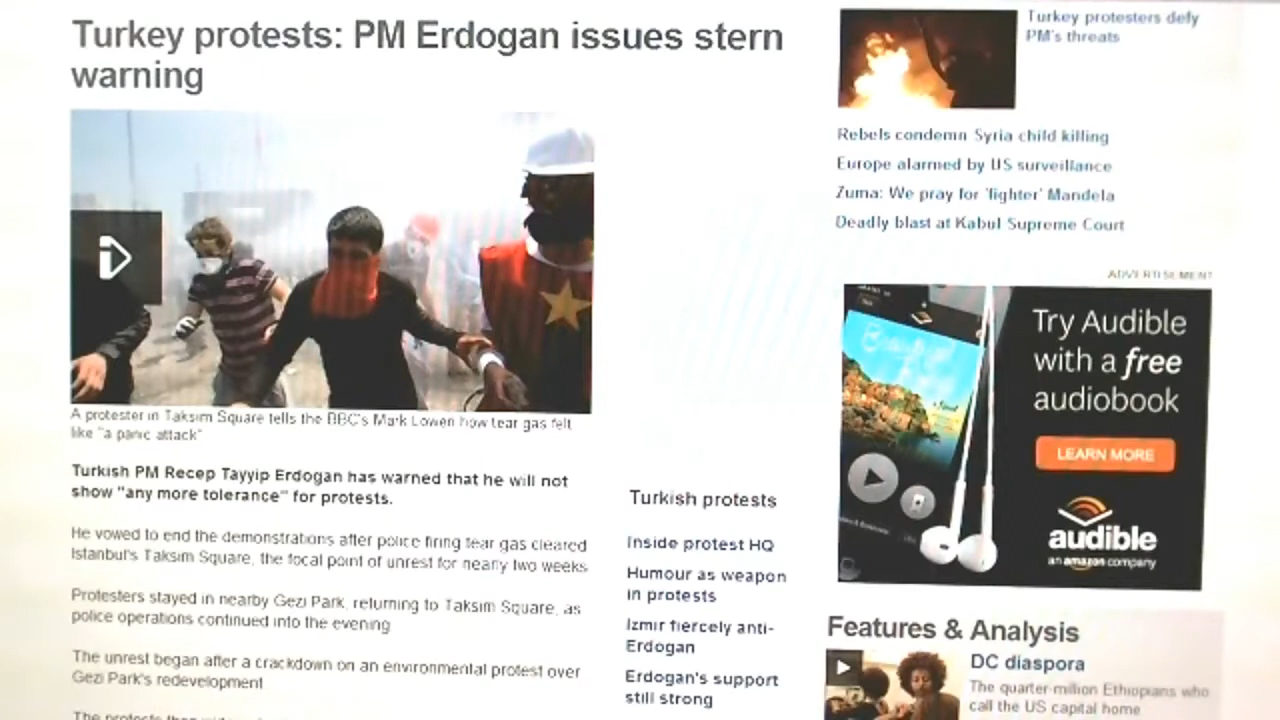 Turkey protests: PM Erdogan issues stern
warning
A protester in Taksim Square tells the BBC's Mark Lowen how tear gas felt
like "a panic attack"
Turkish PM Recep Tayyip Erdogan has warned that he will not
show "any more tolerance" for protests.
He vowed to end the demonstrations after police firing tear gas cleared
Istanbul's Taksim Square, the focal point of unrest for nearly two weeks
Protesters stayed in nearby Gezi Park, returning to Taksim Square, as
police operations continued into the evening
The unrest began after a crackdown on an environmental protest over
Gezi Park's redevelopment
The protests then
Turkish protests
Inside protest HQ
Humour as weapon
in protests
Izmir fiercely anti-
Erdogan
Erdogan's support
still strong
Turkey protesters defy
PM's threats
Rebels condemn Syria child killing
Europe alarmed by US surveillance
Zuma: We pray for 'fighter' Mandela
Deadly blast at Kabul Supreme Court
ADVERTISEMENT
Try Audible
with a free
audiobook
LEARN MORE
audible
an amazon company
Features & Analysis
DC diaspora
The quarter-million Ethiopians who
call the US capital home